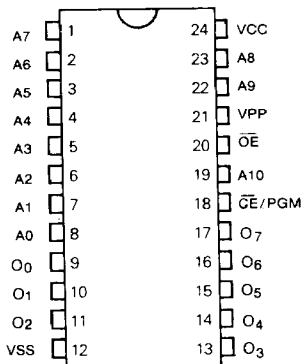 A7 1 24 VCC
A6 2 23 A8
A5 3 22 A9
A4 4 21 VPP
A3 5 20 O̅E̅
A2 6 19 A10
A1 7 18 C̅E̅/PGM
A0 8 17 O₇
O₀ 9 16 O₆
O₁ 10 15 O₅
O₂ 11 14 O₄
VSS 12 13 O₃